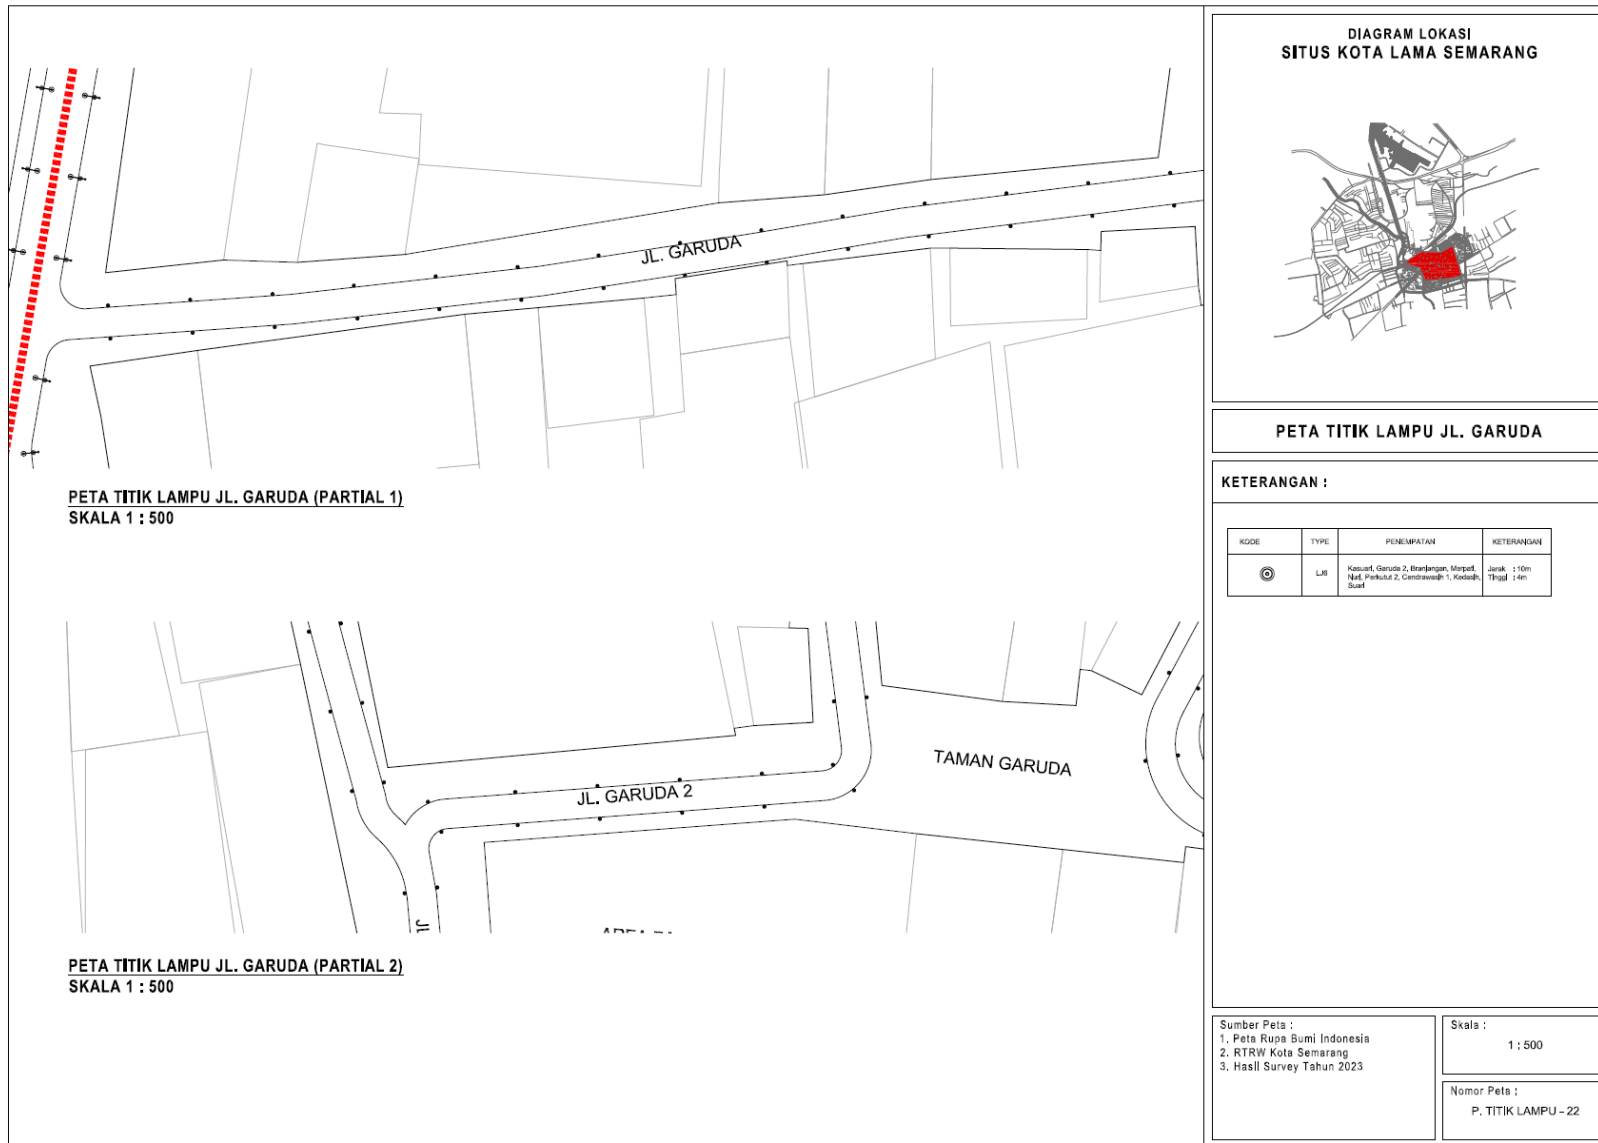 DIAGRAM LOKASI
SITUS KOTA LAMA SEMARANG
JL. GARUDA
PETA TITIK LAMPU JL. GARUDA (PARTIAL 1)
SKALA 1 : 500
TAMAN GARUDA
JL. GARUDA 2
PETA TITIK LAMPU JL. GARUDA (PARTIAL 2)
SKALA 1 : 500
PETA TITIK LAMPU JL. GARUDA
KETERANGAN :
KODE TYPE PENEMPATAN KETERANGAN
LJ6
Kasuari, Garuda 2, Branjangan, Merpati,
Nuri, Perkutut 2, Cendrawasih 1, Kedasih,
Suari
Jarak : 10m
Tinggi : 4m
Sumber Peta :
1. Peta Rupa Bumi Indonesia
2. RTRW Kota Semarang
3. Hasil Survey Tahun 2023
Skala :
1 : 500
Nomor Peta :
P. TITIK LAMPU - 22